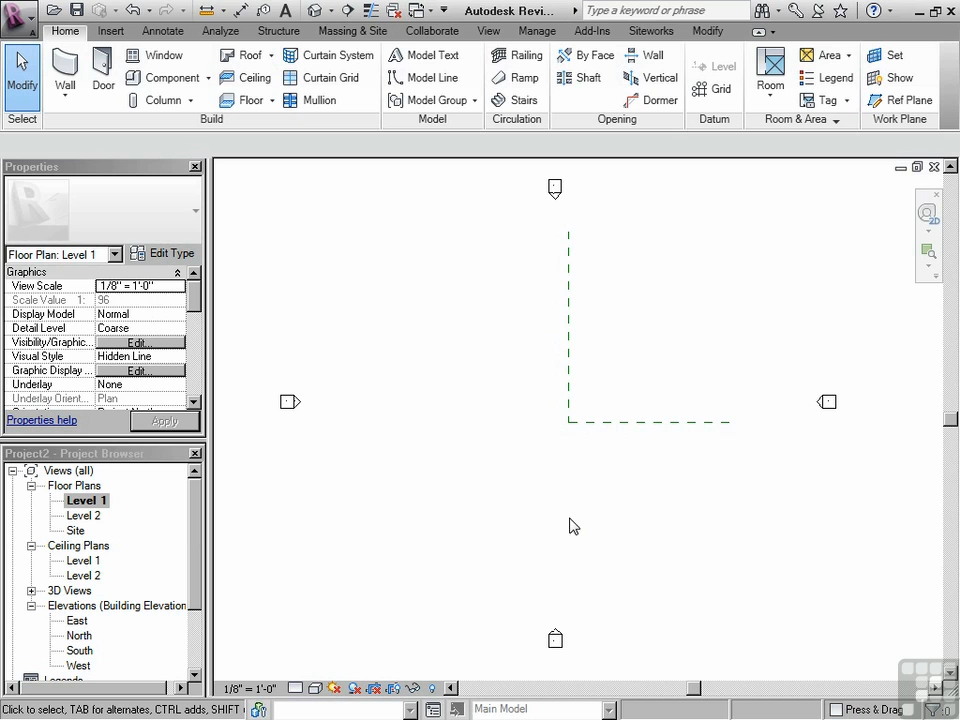 Autodesk Revi...
Type a keyword or phrase
Home Insert Annotate Analyze Structure Massing & Site Collaborate View Manage Add-Ins Siteworks Modify
Modify Wall Door Window Roof Curtain System Model Text Railing By Face Wall Level Room Area Set
Component Ceiling Curtain Grid Model Line Ramp Shaft Vertical Grid Legend Show
Column Floor Mullion Model Group Stairs Dormer Tag Ref Plane
Select Build Model Circulation Opening Datum Room & Area Work Plane
Properties
Floor Plan: Level 1 Edit Type
Graphics
View Scale 1/8" = 1'-0"
Scale Value 1: 96
Display Model Normal
Detail Level Coarse
Visibility/Graphic... Edit...
Visual Style Hidden Line
Graphic Display ... Edit...
Underlay None
Underlay Orient... Plan
Properties help Apply
Project2 - Project Browser
Views (all)
Floor Plans
Level 1
Level 2
Site
Ceiling Plans
Level 1
Level 2
3D Views
Elevations (Building Elevation
East
North
South
West
2D
1/8" = 1'-0"
Click to select, TAB for alternates, CTRL adds, SHIFT
Main Model
Press & Drag
:0